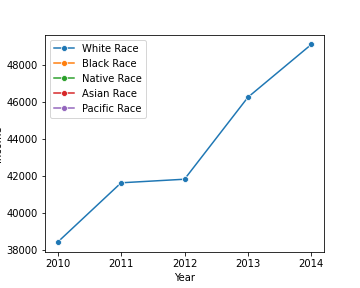 White Race
Black Race
Native Race
Asian Race
Pacific Race
48000
46000
44000
42000
40000
38000
2010 2011 2012 2013 2014
Year